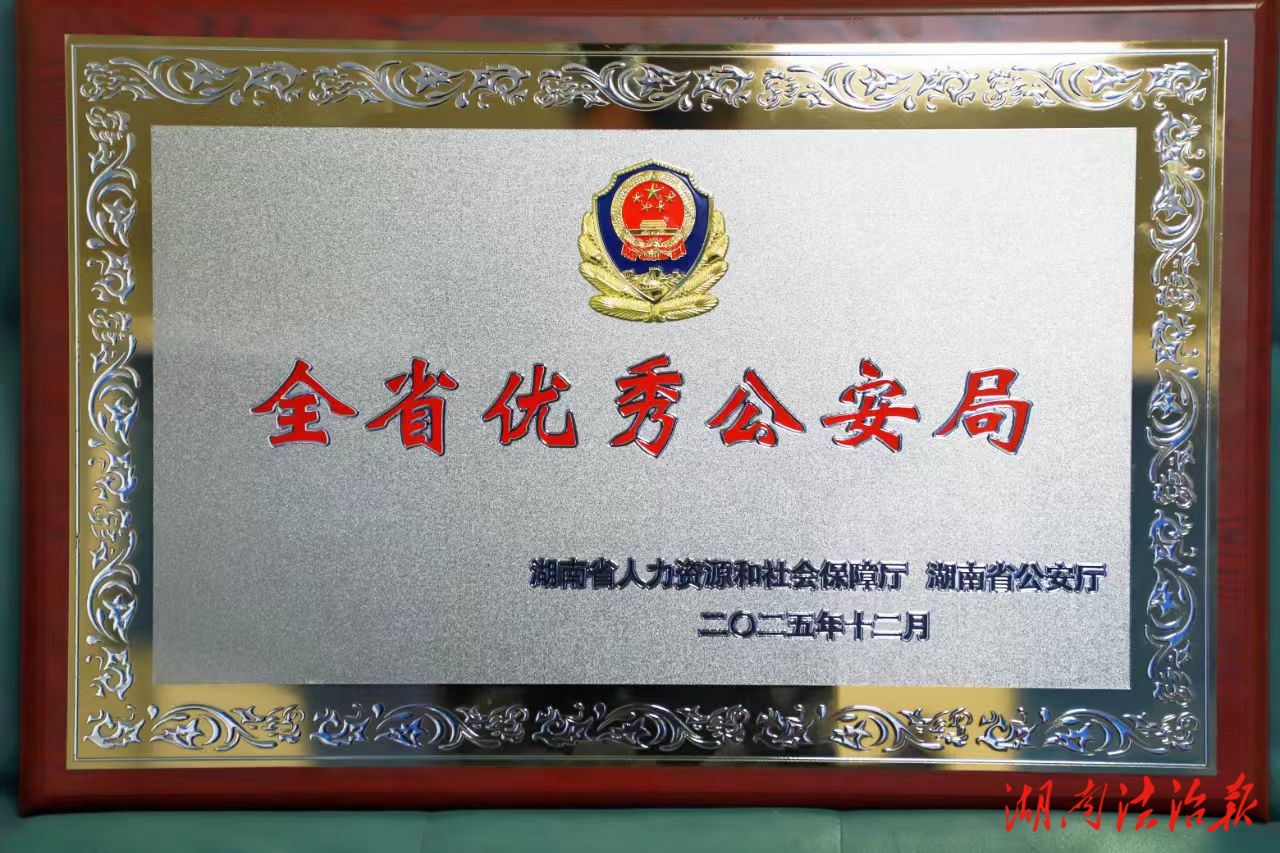 全省优秀公安局
湖南省人力资源和社会保障厅 湖南省公安厅
二〇二五年十二月
湖南法治报